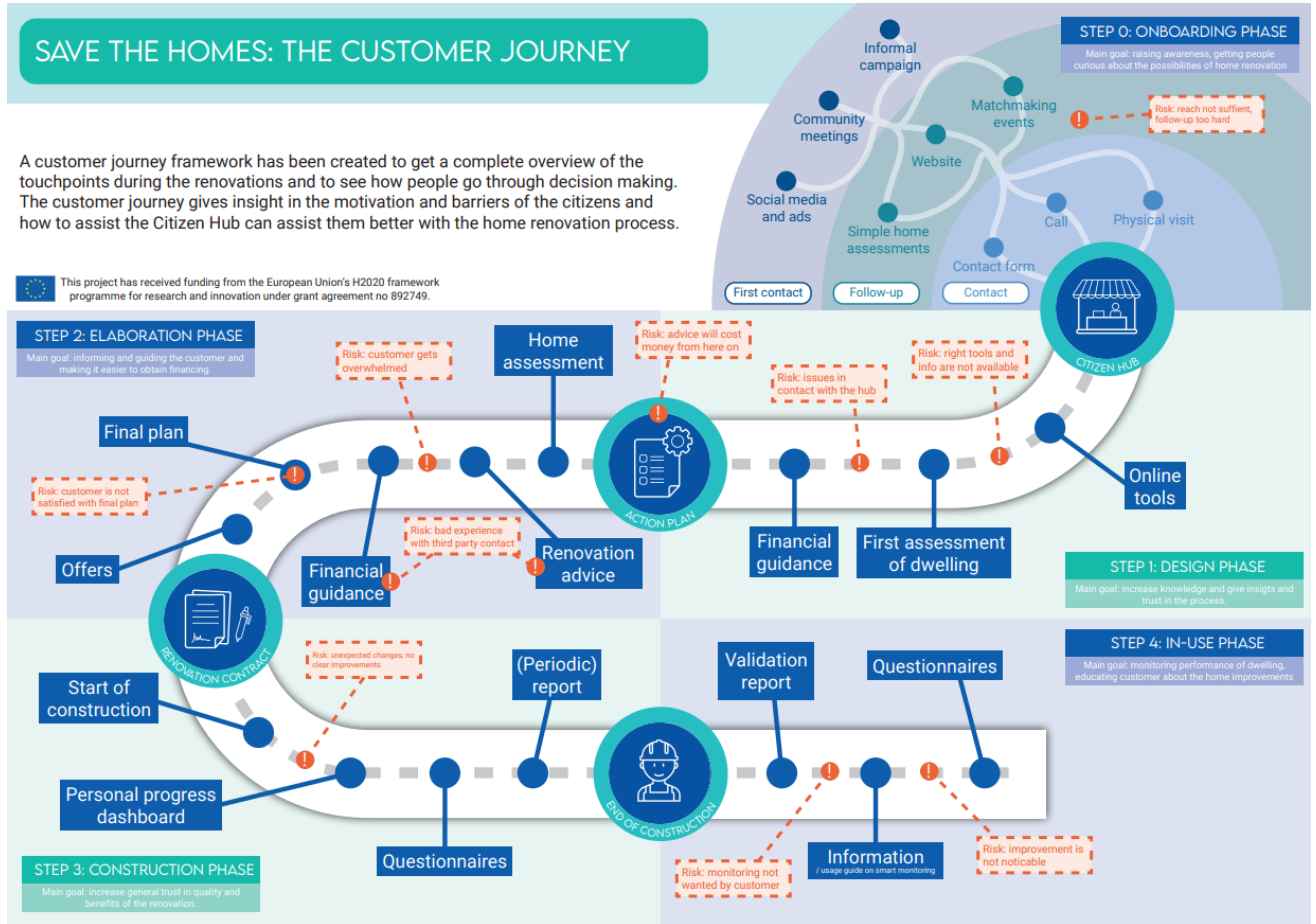 SAVE THE HOMES: THE CUSTOMER JOURNEY
A customer journey framework has been created to get a complete overview of the
touchpoints during the renovations and to see how people go through decision making.
The customer journey gives insight in the motivation and barriers of the citizens and
how to assist the Citizen Hub can assist them better with the home renovation process.
This project has received funding from the European Union's H2020 framework
programme for research and innovation under grant agreement no 892749.
STEP 0: ONBOARDING PHASE
Main goal: raising awareness, getting people
curious about the possibilities of home renovation
Informal
campaign
Community
meetings
Social media
and ads
Matchmaking
events
Website
Simple home
assessments
Risk: reach not suffient,
follow-up too hard
Call
Physical visit
Contact form
First contact
Follow-up
Contact
CITIZEN HUB
STEP 2: ELABORATION PHASE
Main goal: informing and guiding the customer and
making it easier to obtain financing.
Risk: customer gets
overwhelmed
Home
assessment
Risk: advice will cost
money from here on
Risk: issues in
contact with the hub
Risk: right tools and
info are not available
Final plan
Risk: customer is not
satisfied with final plan
Offers
Financial
guidance
Risk: bad experience
with third party contact
Renovation
advice
ACTION PLAN
Financial
guidance
First assessment
of dwelling
Online
tools
STEP 1: DESIGN PHASE
Main goal: increase knowledge and give insigts and
trust in the process.
RENOVATION CONTRACT
Risk: unexpected changes, no
clear improvements
Start of
construction
(Periodic)
report
Validation
report
Questionnaires
STEP 4: IN-USE PHASE
Main goal: monitoring performance of dwelling,
educating customer about the home improvements
Personal progress
dashboard
Questionnaires
END OF CONSTRUCTION
Information
/ usage guide on smart monitoring
Risk: monitoring not
wanted by customer
Risk: improvement is
not noticable
STEP 3: CONSTRUCTION PHASE
Main goal: increase general trust in quality and
benefits of the renovation.